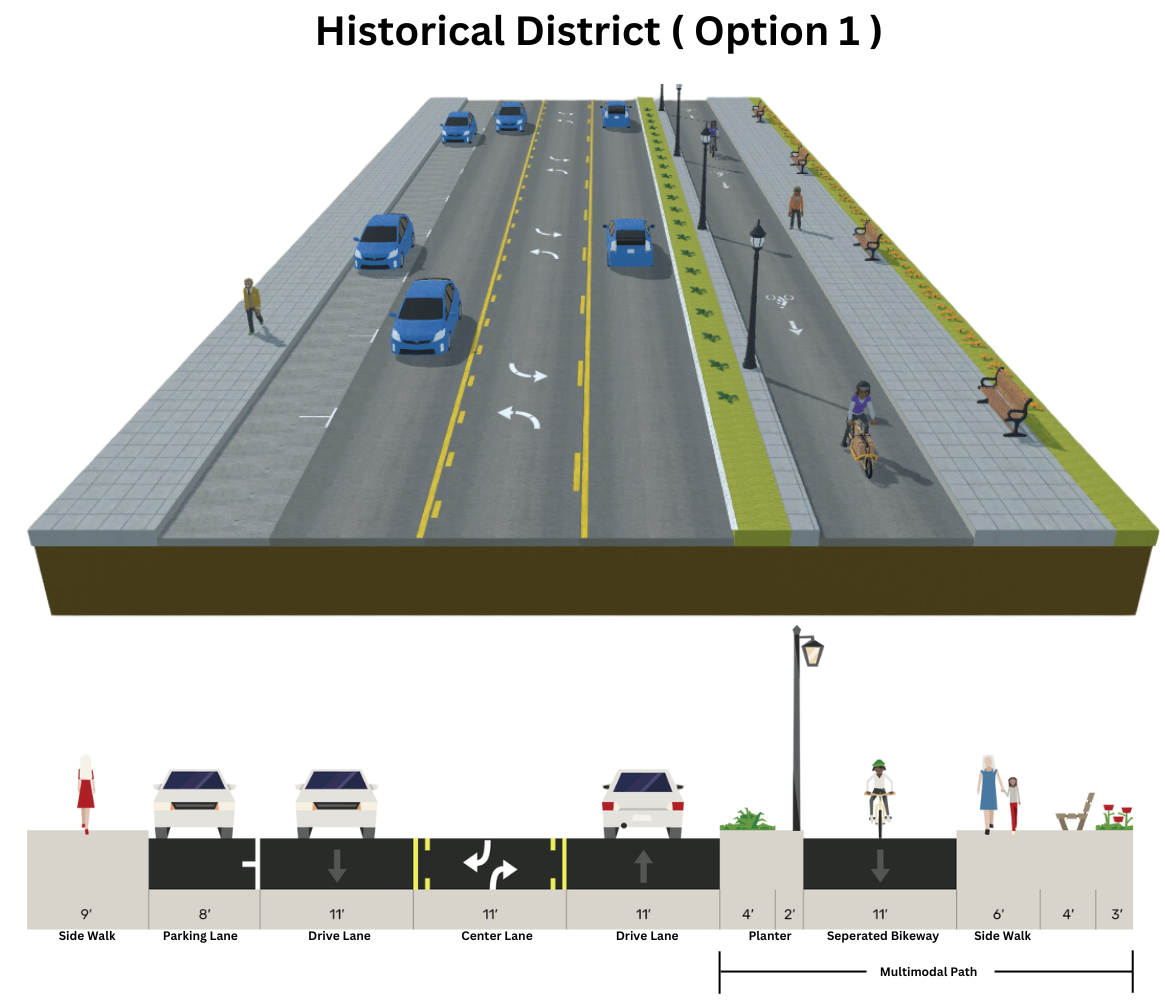 Historical District ( Option 1 )
9′ 8′ 11′ 11′ 11′ 4′ 2′ 11′ 6′ 4′ 3′
Side Walk Parking Lane Drive Lane Center Lane Drive Lane Planter Seperated Bikeway Side Walk
Multimodal Path